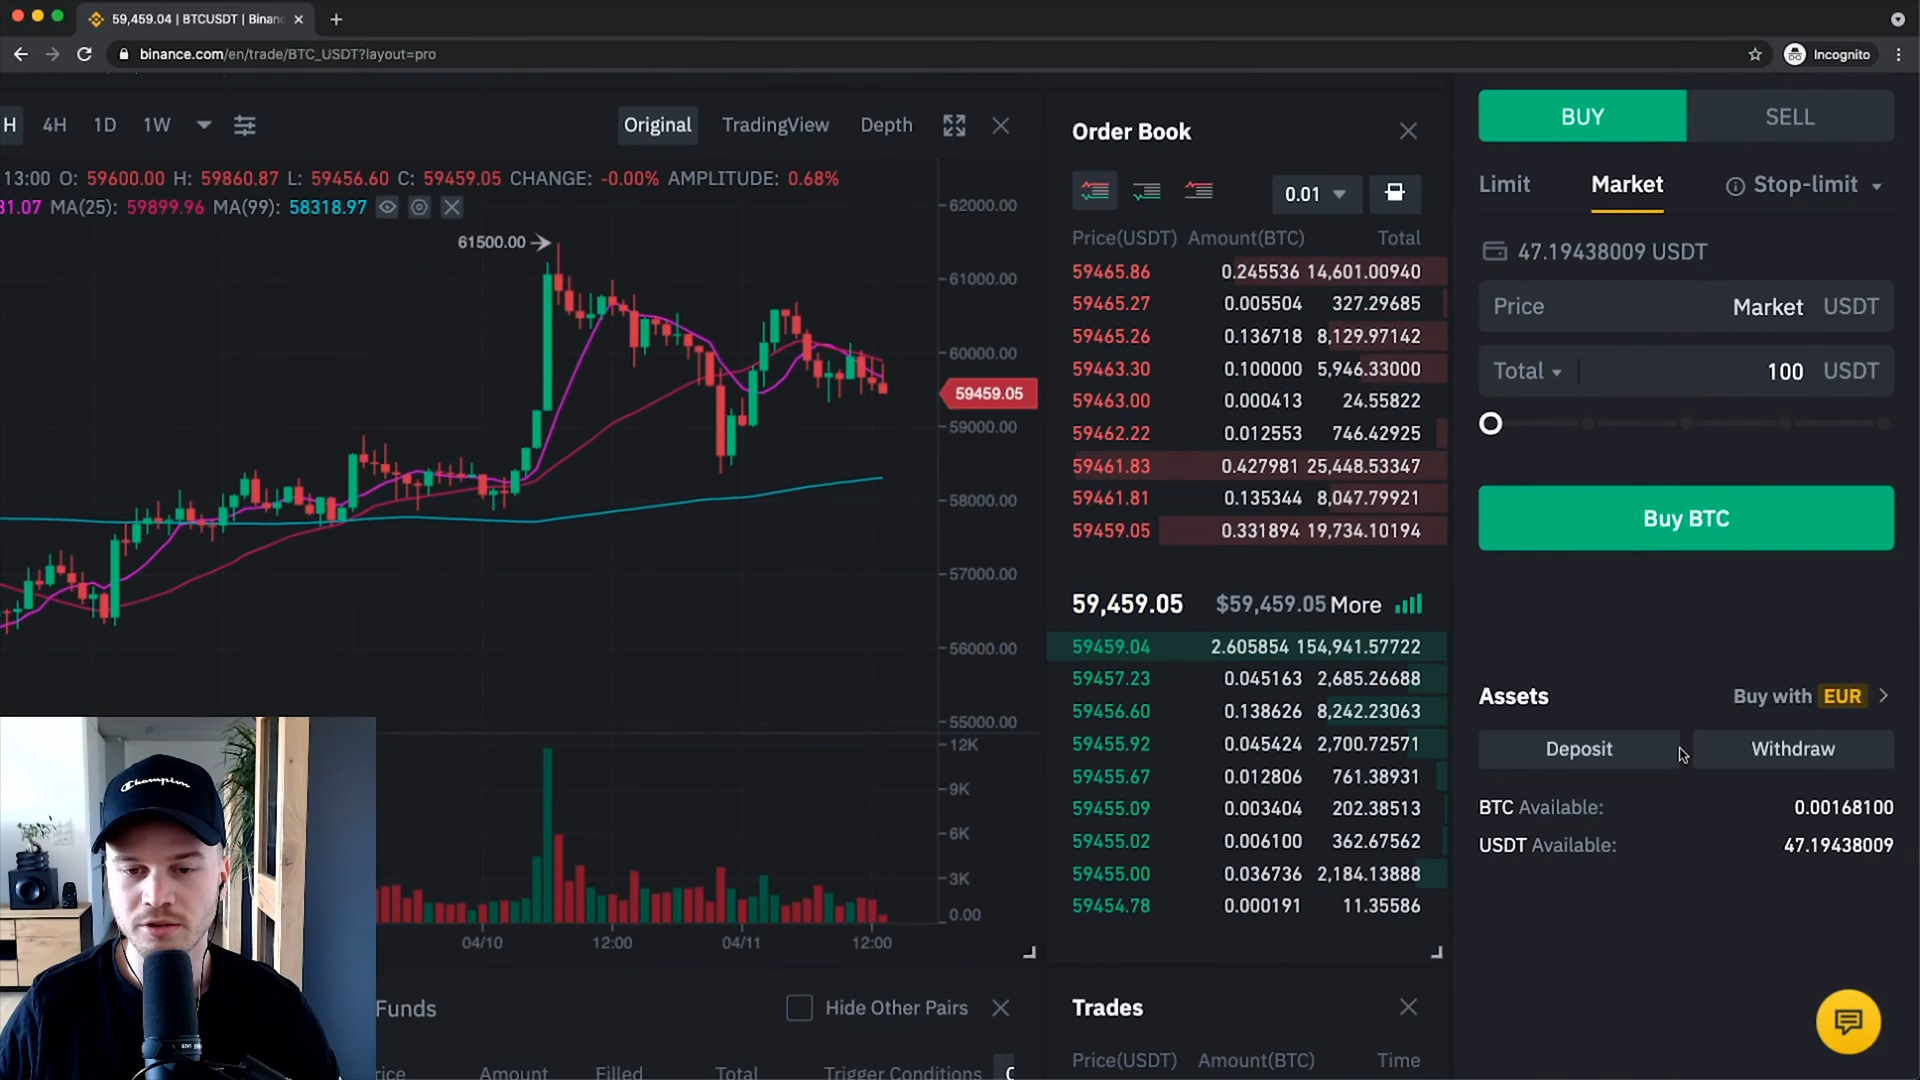 59,459.04 | BTCUSDT | Binanc
binance.com/en/trade/BTC_USDT?layout=pro
Incognito
H 4H 1D 1W
Original TradingView Depth
13:00 O: 59600.00 H: 59860.87 L: 59456.60 C: 59459.05 CHANGE: -0.00% AMPLITUDE: 0.68%
31.07 MA(25): 59899.96 MA(99): 58318.97
61500.00
62000.00
61000.00
60000.00
59459.05
59000.00
58000.00
57000.00
56000.00
55000.00
12K
9K
6K
3K
0.00
04/10 12:00 04/11 12:00
Champion
Funds
Hide Other Pairs
Amount Filled Total Trigger Conditions
Order Book
0.01
Price(USDT) Amount(BTC) Total
59465.86 0.245536 14,601.00940
59465.27 0.005504 327.29685
59465.26 0.136718 8,129.97142
59463.30 0.100000 5,946.33000
59463.00 0.000413 24.55822
59462.22 0.012553 746.42925
59461.83 0.427981 25,448.53347
59461.81 0.135344 8,047.79921
59459.05 0.331894 19,734.10194
59,459.05 $59,459.05 More
59459.04 2.605854 154,941.57722
59457.23 0.045163 2,685.26688
59456.60 0.138626 8,242.23063
59455.92 0.045424 2,700.72571
59455.67 0.012806 761.38931
59455.09 0.003404 202.38513
59455.02 0.006100 362.67562
59455.00 0.036736 2,184.13888
59454.78 0.000191 11.35586
Trades
Price(USDT) Amount(BTC) Time
BUY SELL
Limit Market Stop-limit
47.19438009 USDT
Price Market USDT
Total 100 USDT
Buy BTC
Assets Buy with EUR
Deposit Withdraw
BTC Available: 0.00168100
USDT Available: 47.19438009